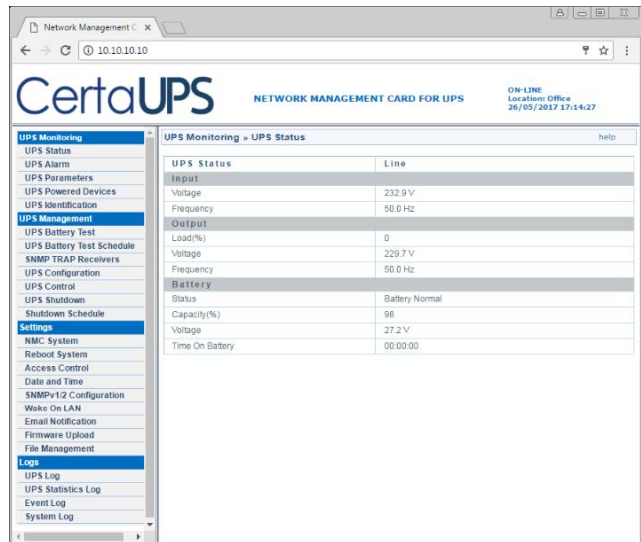 Network Management C
10.10.10.10
CertaUPS
NETWORK MANAGEMENT CARD FOR UPS
ON-LINE
Location: Office
26/05/2017 17:14:27
UPS Monitoring
UPS Status
UPS Alarm
UPS Parameters
UPS Powered Devices
UPS Identification
UPS Management
UPS Battery Test
UPS Battery Test Schedule
SNMP TRAP Receivers
UPS Configuration
UPS Control
UPS Shutdown
Shutdown Schedule
Settings
NMC System
Reboot System
Access Control
Date and Time
SNMPv1/2 Configuration
Wake On LAN
Email Notification
Firmware Upload
File Management
Logs
UPS Log
UPS Statistics Log
Event Log
System Log
UPS Monitoring » UPS Status help
UPS Status Line
Input
Voltage 232.9 V
Frequency 50.0 Hz
Output
Load(%) 0
Voltage 229.7 V
Frequency 50.0 Hz
Battery
Status Battery Normal
Capacity(%) 98
Voltage 27.2 V
Time On Battery 00:00:00